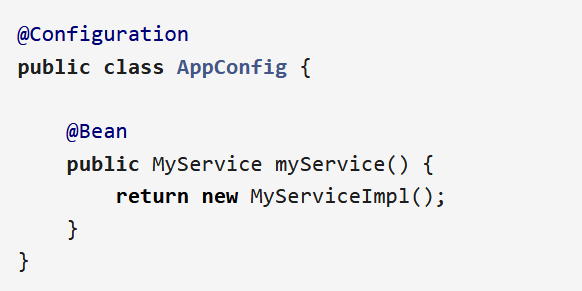 @Configuration
public class AppConfig {

    @Bean
    public MyService myService() {
        return new MyServiceImpl();
    }
}